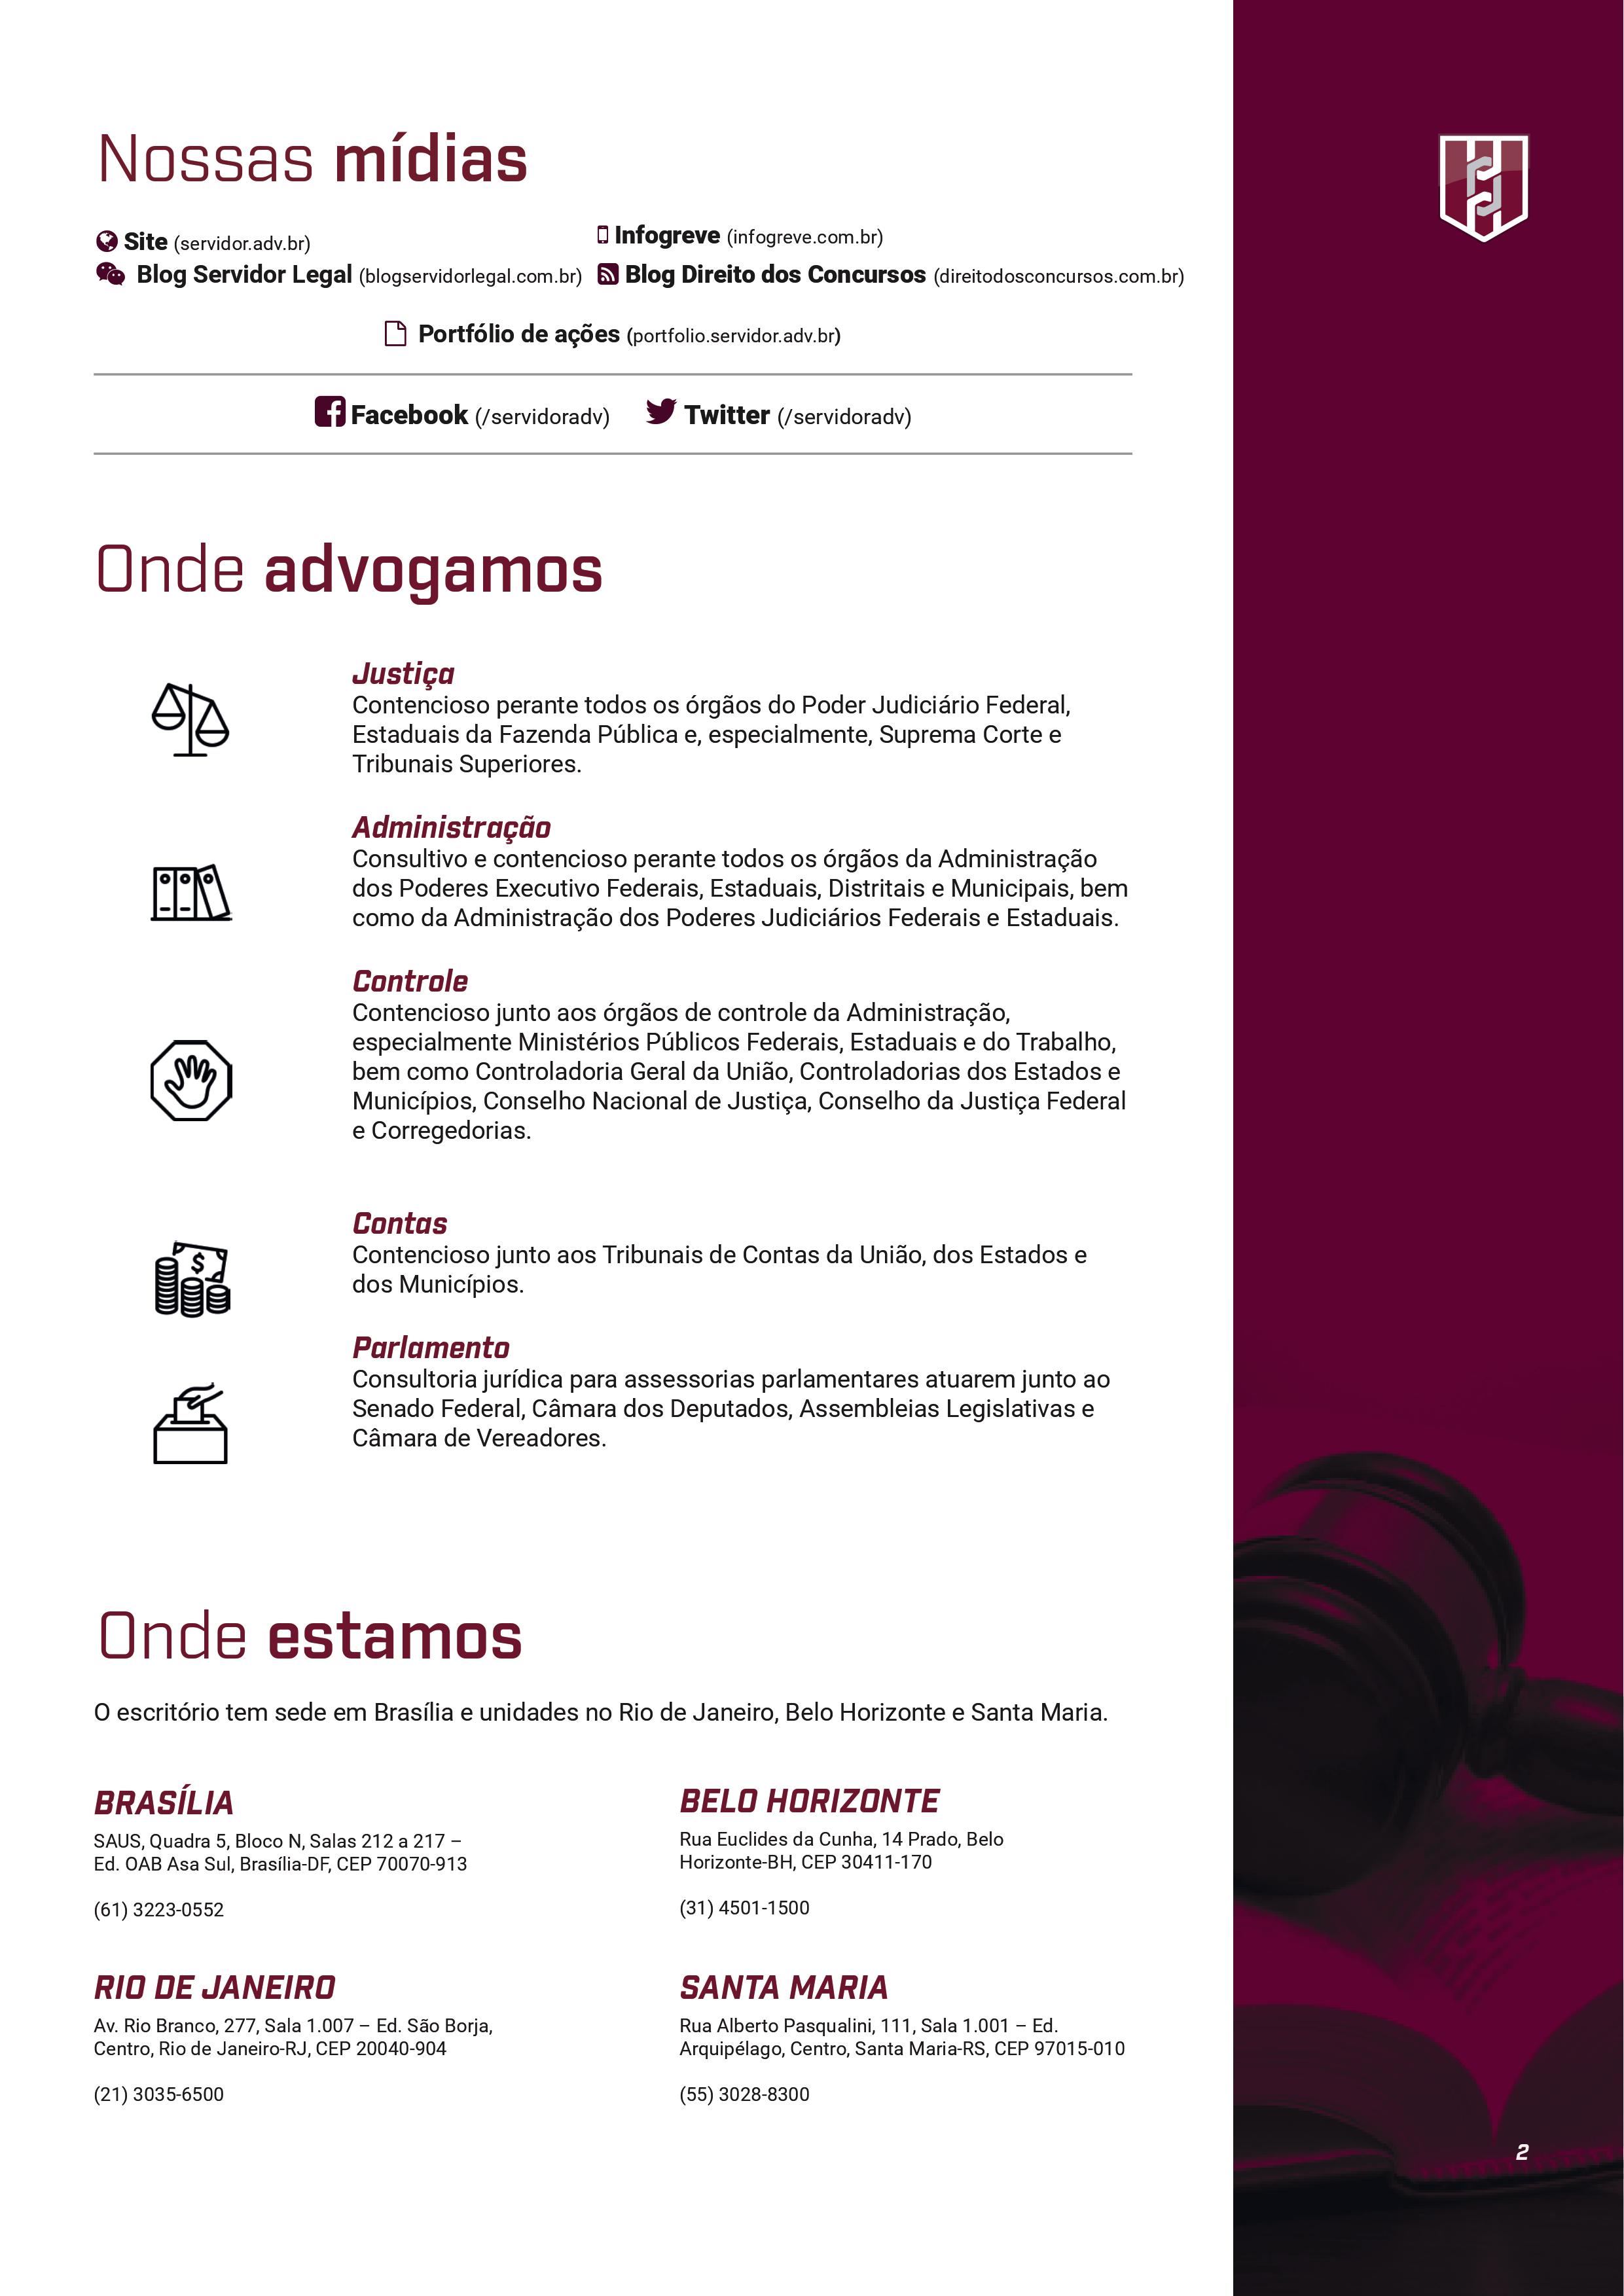 Nossas mídias
Site (servidor.adv.br)
Infogreve (infogreve.com.br)
Blog Servidor Legal (blogservidorlegal.com.br)
Blog Direito dos Concursos (direitodosconcursos.com.br)
Portfólio de ações (portfolio.servidor.adv.br)
Facebook (/servidoradv)
Twitter (/servidoradv)
Onde advogamos
Justiça
Contencioso perante todos os órgãos do Poder Judiciário Federal,
Estaduais da Fazenda Pública e, especialmente, Suprema Corte e
Tribunais Superiores.
Administração
Consultivo e contencioso perante todos os órgãos da Administração
dos Poderes Executivo Federais, Estaduais, Distritais e Municipais, bem
como da Administração dos Poderes Judiciários Federais e Estaduais.
Controle
Contencioso junto aos órgãos de controle da Administração,
especialmente Ministérios Públicos Federais, Estaduais e do Trabalho,
bem como Controladoria Geral da União, Controladorias dos Estados e
Municípios, Conselho Nacional de Justiça, Conselho da Justiça Federal
e Corregedorias.
Contas
Contencioso junto aos Tribunais de Contas da União, dos Estados e
dos Municípios.
Parlamento
Consultoria jurídica para assessorias parlamentares atuarem junto ao
Senado Federal, Câmara dos Deputados, Assembleias Legislativas e
Câmara de Vereadores.
Onde estamos
O escritório tem sede em Brasília e unidades no Rio de Janeiro, Belo Horizonte e Santa Maria.
BRASÍLIA
SAUS, Quadra 5, Bloco N, Salas 212 a 217 –
Ed. OAB Asa Sul, Brasília-DF, CEP 70070-913
(61) 3223-0552
BELO HORIZONTE
Rua Euclides da Cunha, 14 Prado, Belo
Horizonte-BH, CEP 30411-170
(31) 4501-1500
RIO DE JANEIRO
Av. Rio Branco, 277, Sala 1.007 – Ed. São Borja,
Centro, Rio de Janeiro-RJ, CEP 20040-904
(21) 3035-6500
SANTA MARIA
Rua Alberto Pasqualini, 111, Sala 1.001 – Ed.
Arquipélago, Centro, Santa Maria-RS, CEP 97015-010
(55) 3028-8300
2